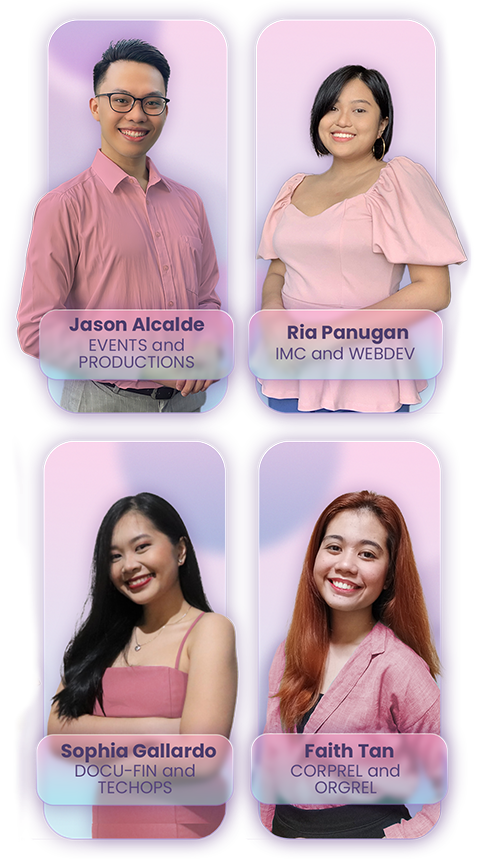 Jason Alcalde
EVENTS and
PRODUCTIONS
Ria Panugan
IMC and WEBDEV
Sophia Gallardo
DOCU-FIN and
TECHOPS
Faith Tan
CORPREL and
ORGREL